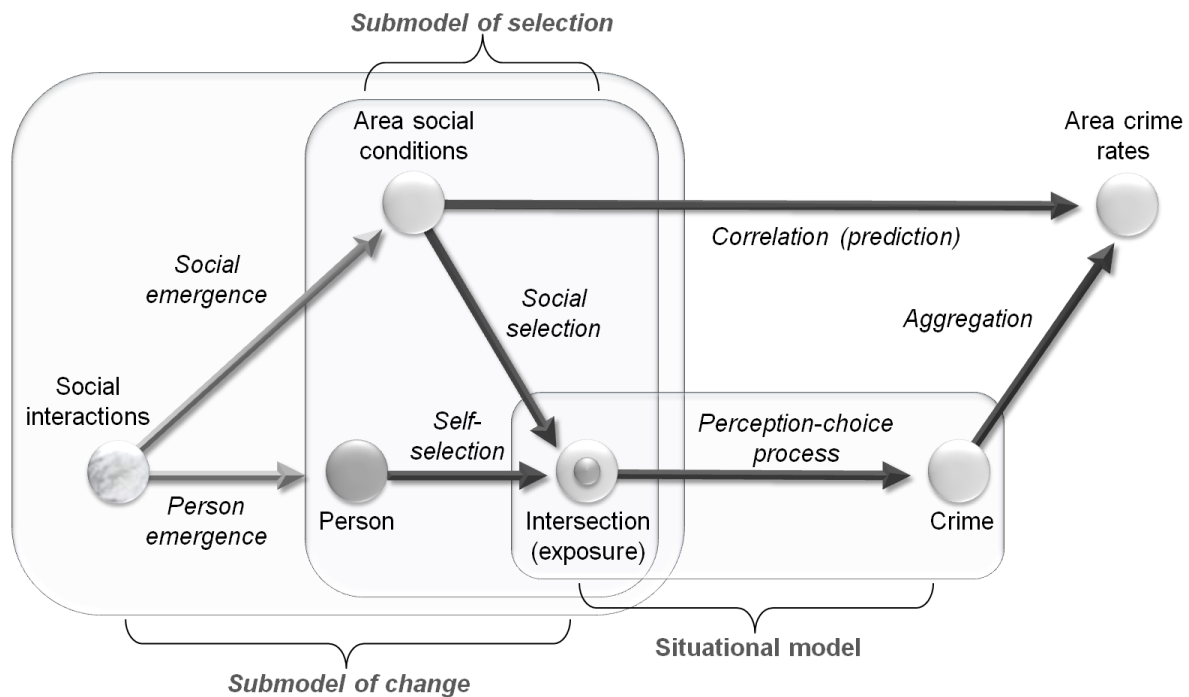 Submodel of selection
Area social
conditions
Area crime
rates
Correlation (prediction)
Social
emergence
Social
selection
Aggregation
Social
interactions
Self-
selection
Perception-choice
process
Person
emergence
Person
Intersection
(exposure)
Crime
Situational model
Submodel of change